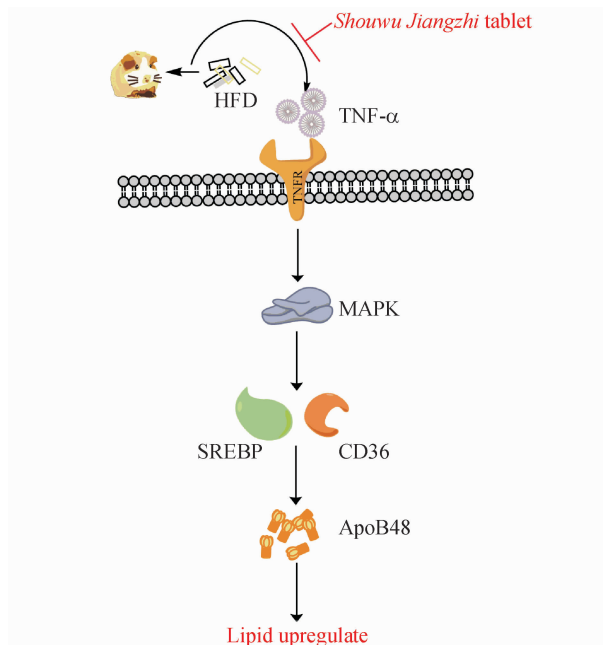 Shouwu Jiangzhi tablet
HFD
TNF-α
TNFR
MAPK
SREBP
CD36
ApoB48
Lipid upregulate